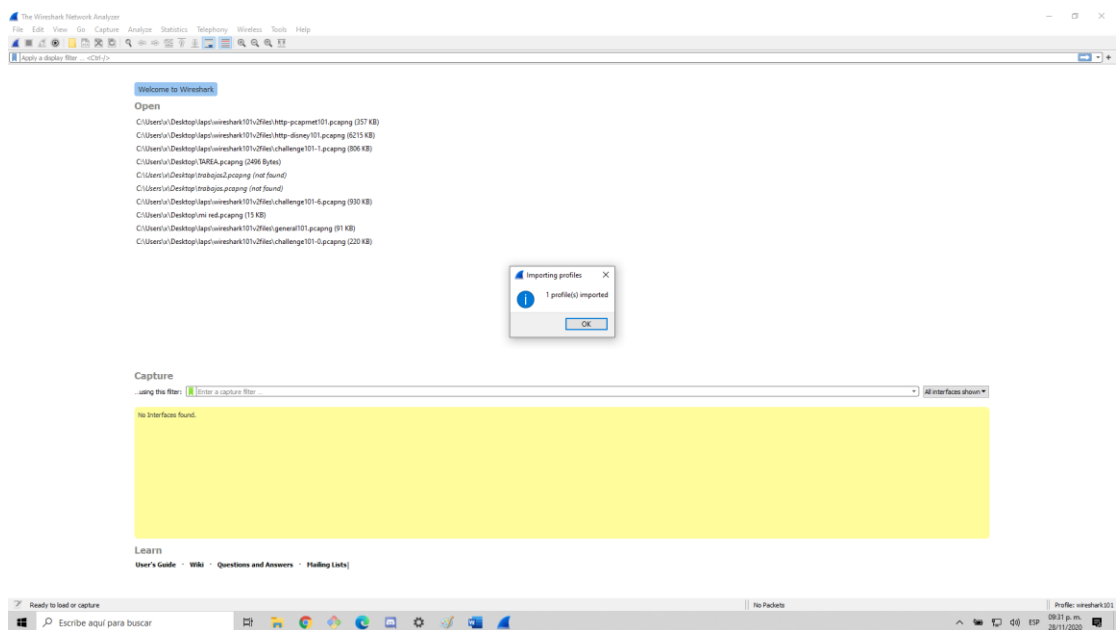 The Wireshark Network Analyzer
File Edit View Go Capture Analyze Statistics Telephony Wireless Tools Help
Apply a display filter ... <Ctrl-/>
Welcome to Wireshark
Open
C:\Users\x\Desktop\laps\wireshark101v2files\http-pcaprnet101.pcapng (357 KB)
C:\Users\x\Desktop\laps\wireshark101v2files\http-disney101.pcapng (6215 KB)
C:\Users\x\Desktop\laps\wireshark101v2files\challenge101-1.pcapng (806 KB)
C:\Users\x\Desktop\TAREA.pcapng (2496 Bytes)
C:\Users\x\Desktop\trabajos2.pcapng (not found)
C:\Users\x\Desktop\trabajos.pcapng (not found)
C:\Users\x\Desktop\laps\wireshark101v2files\challenge101-6.pcapng (930 KB)
C:\Users\x\Desktop\mi red.pcapng (15 KB)
C:\Users\x\Desktop\laps\wireshark101v2files\general101.pcapng (91 KB)
C:\Users\x\Desktop\laps\wireshark101v2files\challenge101-0.pcapng (220 KB)
Importing profiles
1 profile(s) imported
OK
Capture
...using this filter: Enter a capture filter ... All interfaces shown
No interfaces found.
Learn
User's Guide · Wiki · Questions and Answers · Mailing Lists
Ready to load or capture No Packets Profile: wireshark101
Escribe aquí para buscar
ESP
09:31 p. m.
28/11/2020